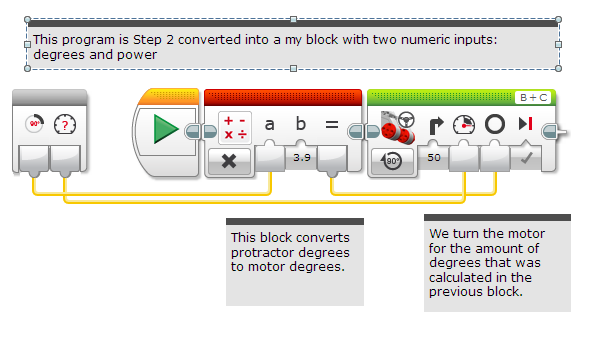 This program is Step 2 converted into a my block with two numeric inputs:
degrees and power
B + C
90°
?
a b =
3.9
90°
50
This block converts
protractor degrees
to motor degrees.
We turn the motor
for the amount of
degrees that was
calculated in the
previous block.